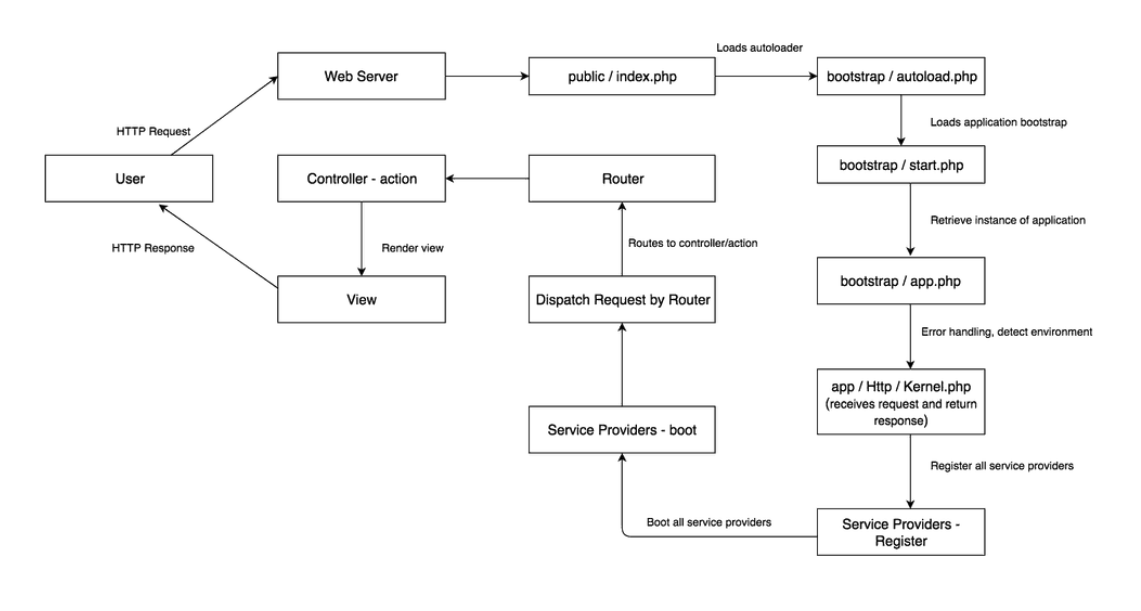 Loads autoloader
Web Server
public / index.php
bootstrap / autoload.php
HTTP Request
Loads application bootstrap
User
Controller - action
Router
bootstrap / start.php
Retrieve instance of application
HTTP Response
Render view
Routes to controller/action
View
Dispatch Request by Router
bootstrap / app.php
Error handling, detect environment
app / Http / Kernel.php
(receives request and return
response)
Service Providers - boot
Register all service providers
Boot all service providers
Service Providers -
Register